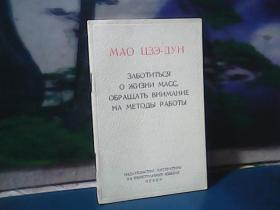 МАО ЦЗЭ-ДУН
ЗАБОТИТЬСЯ
О ЖИЗНИ МАСС,
ОБРАЩАТЬ ВНИМАНИЕ
НА МЕТОДЫ РАБОТЫ
ИЗДАТЕЛЬСТВО ЛИТЕРАТУРЫ
НА ИНОСТРАННЫХ ЯЗЫКАХ
ПЕКИН